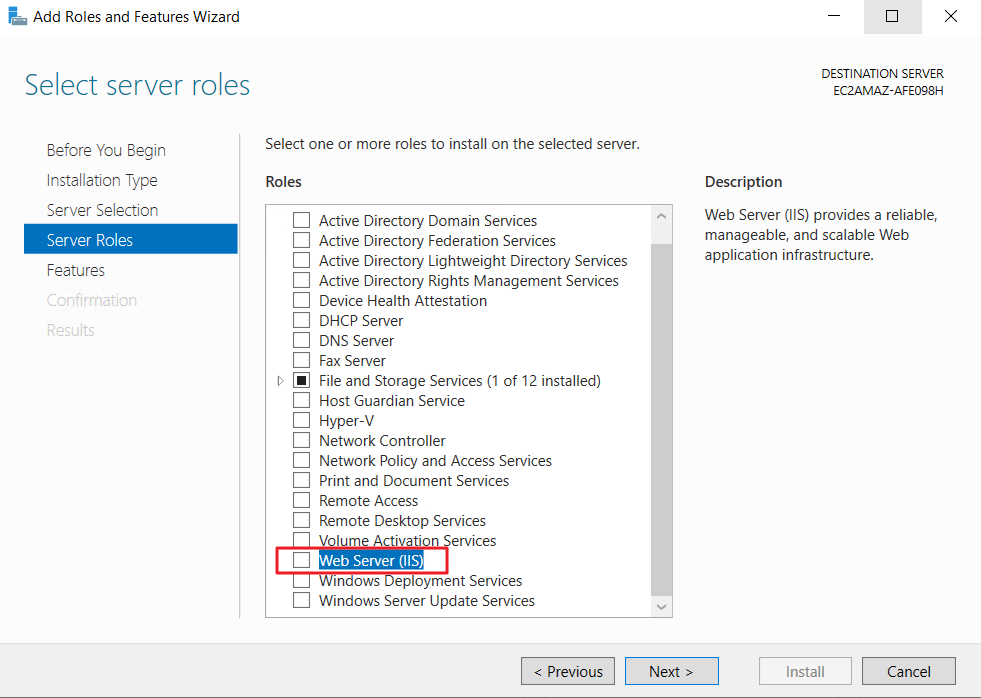 Add Roles and Features Wizard
Select server roles
DESTINATION SERVER
EC2AMAZ-AFE098H
Before You Begin
Installation Type
Server Selection
Server Roles
Features
Confirmation
Results
Select one or more roles to install on the selected server.
Roles
Active Directory Domain Services
Active Directory Federation Services
Active Directory Lightweight Directory Services
Active Directory Rights Management Services
Device Health Attestation
DHCP Server
DNS Server
Fax Server
File and Storage Services (1 of 12 installed)
Host Guardian Service
Hyper-V
Network Controller
Network Policy and Access Services
Print and Document Services
Remote Access
Remote Desktop Services
Volume Activation Services
Web Server (IIS)
Windows Deployment Services
Windows Server Update Services
Description
Web Server (IIS) provides a reliable,
manageable, and scalable Web
application infrastructure.
< Previous
Next >
Install
Cancel